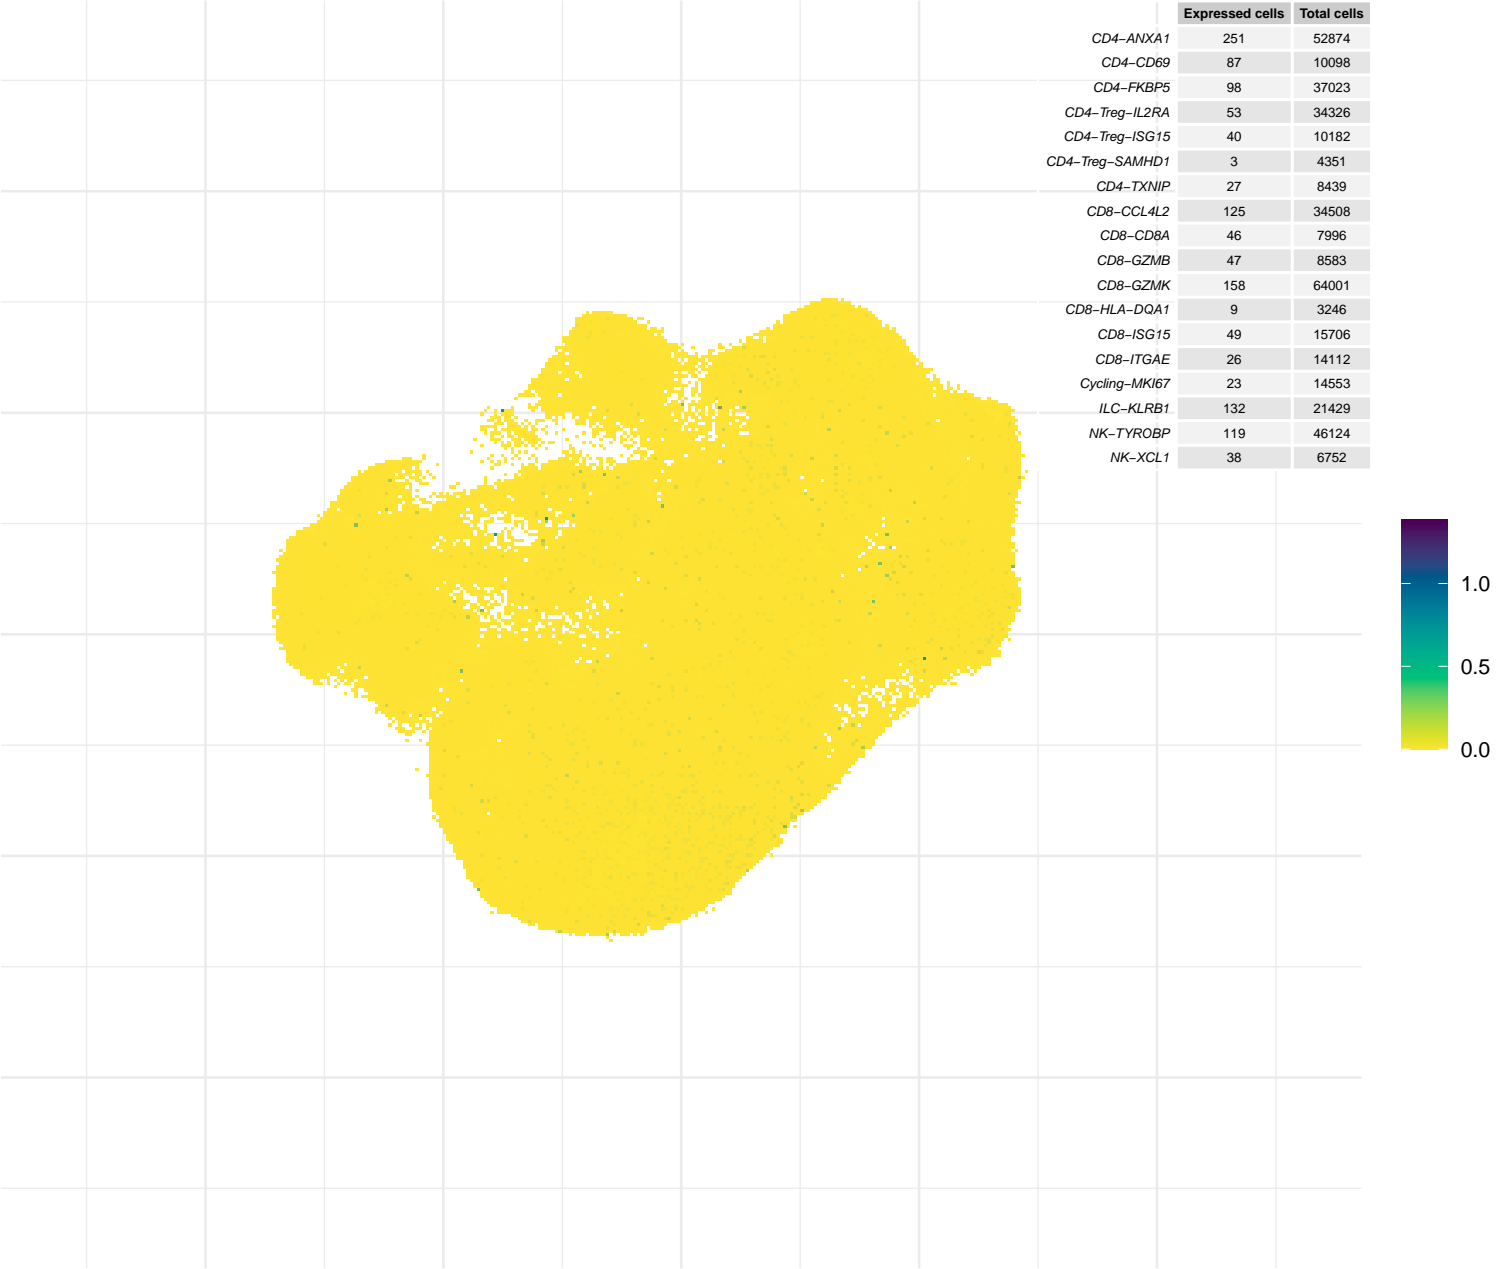 Expressed cells Total cells
CD4−ANXA1 251 52874
CD4−CD69 87 10098
CD4−FKBP5 98 37023
CD4−Treg−IL2RA 53 34326
CD4−Treg−ISG15 40 10182
CD4−Treg−SAMHD1 3 4351
CD4−TXNIP 27 8439
CD8−CCL4L2 125 34508
CD8−CD8A 46 7996
CD8−GZMB 47 8583
CD8−GZMK 158 64001
CD8−HLA−DQA1 9 3246
CD8−ISG15 49 15706
CD8−ITGAE 26 14112
Cycling−MKI67 23 14553
ILC−KLRB1 132 21429
NK−TYROBP 119 46124
NK−XCL1 38 6752
1.0
0.5
0.0